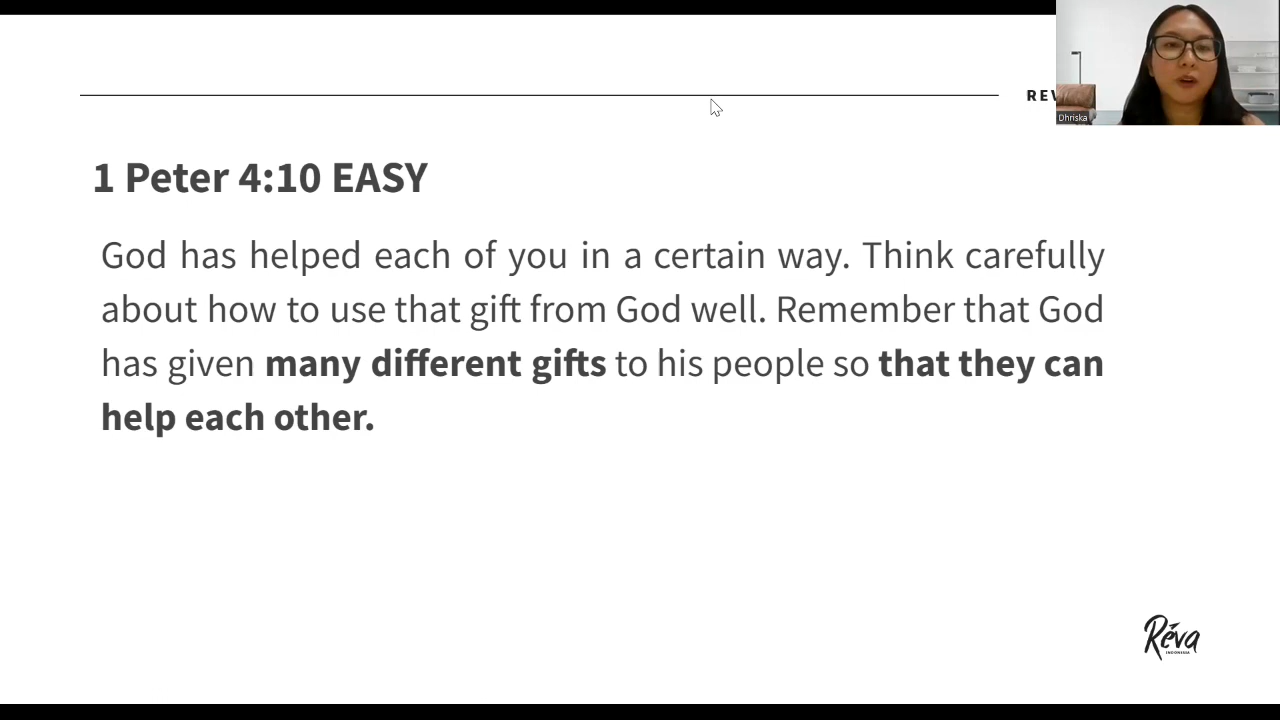 Dhriska
1 Peter 4:10 EASY
God has helped each of you in a certain way. Think carefully
about how to use that gift from God well. Remember that God
has given many different gifts to his people so that they can
help each other.
Réva
INDONESIA